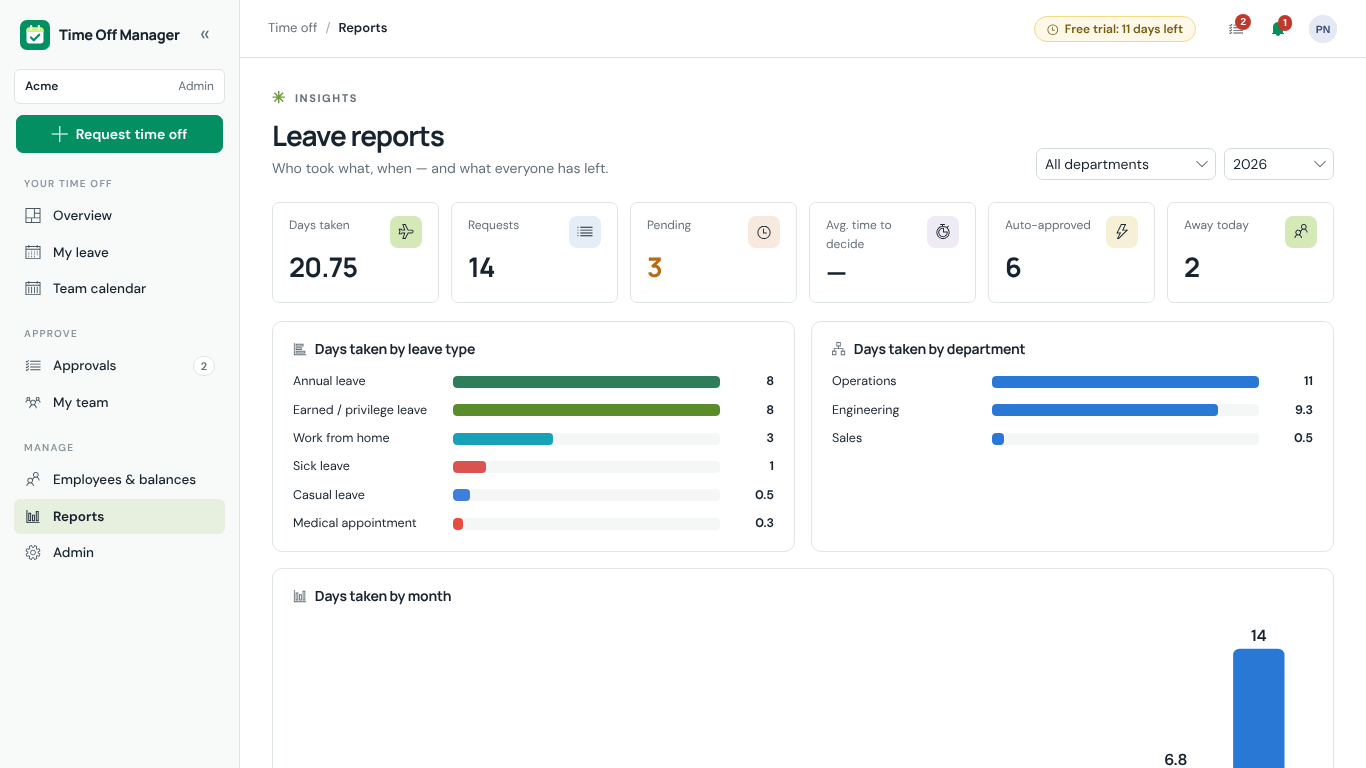 Time Off Manager «
Acme Admin
Request time off
YOUR TIME OFF
Overview
My leave
Team calendar
APPROVE
Approvals 2
My team
MANAGE
Employees & balances
Reports
Admin
Time off / Reports
Free trial: 11 days left
2
1
PN
INSIGHTS
Leave reports
Who took what, when — and what everyone has left.
All departments
2026
Days taken
20.75
Requests
14
Pending
3
Avg. time to
decide
—
Auto-approved
6
Away today
2
Days taken by leave type
Annual leave 8
Earned / privilege leave 8
Work from home 3
Sick leave 1
Casual leave 0.5
Medical appointment 0.3
Days taken by department
Operations 11
Engineering 9.3
Sales 0.5
Days taken by month
14
6.8